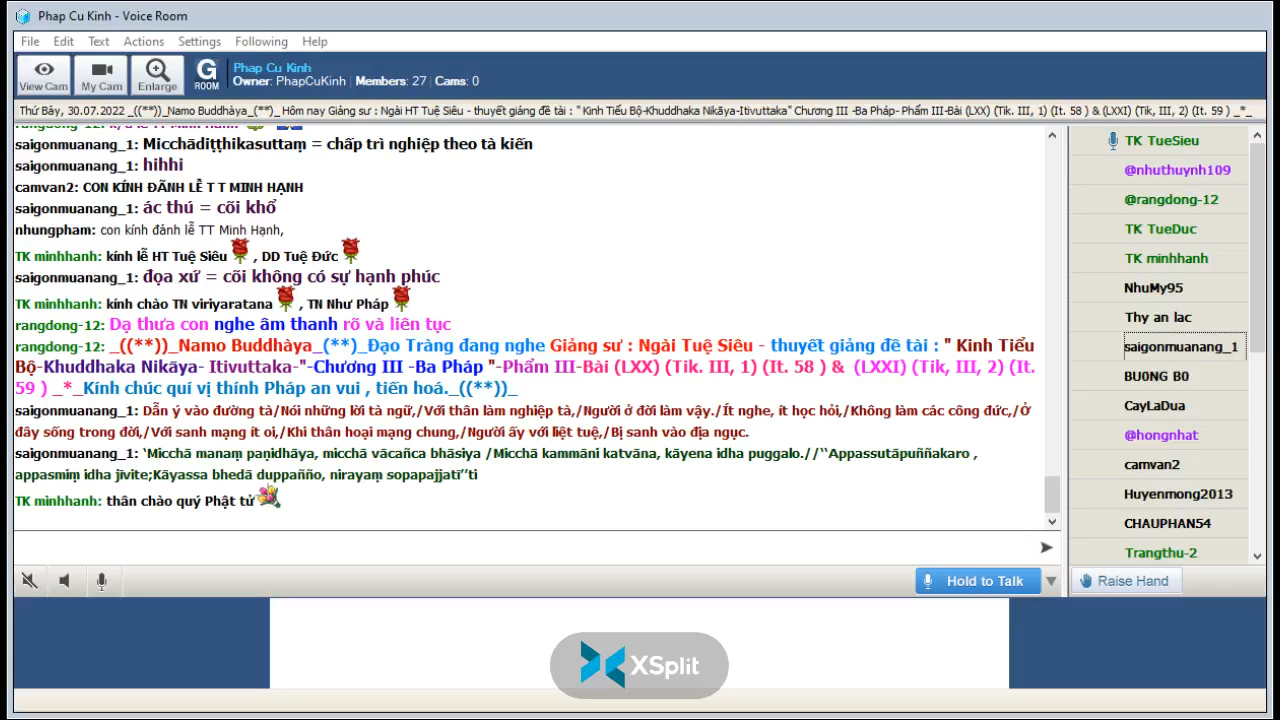 Phap Cu Kinh - Voice Room
File Edit Text Actions Settings Following Help
View Cam
My Cam
Enlarge
G
ROOM
Phap Cu Kinh
Owner: PhapCuKinh | Members: 27 | Cams: 0
Thứ Bảy, 30.07.2022 _((**))_Namo Buddhàya_(**)_ Hôm nay Giảng sư : Ngài HT Tuệ Siêu - thuyết giảng đề tài : " Kinh Tiểu Bộ-Khuddhaka Nikãya-Itivuttaka" Chương III -Ba Pháp- Phẩm III-Bài (LXX) (Tik, III, 1) (It. 58 ) & (LXXI) (Tik, III, 2) (It. 59 ) _*_
saigonmuanang_1: Micchādiṭṭhikasuttaṃ = chấp trì nghiệp theo tà kiến
saigonmuanang_1: hihhi
camvan2: CON KÍNH ĐÃNH LỄ T T MINH HẠNH
saigonmuanang_1: ác thú = cõi khổ
nhungpham: con kính đảnh lễ TT Minh Hạnh,
TK minhhanh: kính lễ HT Tuệ Siêu , DD Tuệ Đức
saigonmuanang_1: đọa xứ = cõi không có sự hạnh phúc
TK minhhanh: kính chào TN viriyaratana , TN Như Pháp
rangdong-12: Dạ thưa con nghe âm thanh rõ và liên tục
rangdong-12: _((**))_Namo Buddhàya_(**)_Đạo Tràng đang nghe Giảng sư : Ngài Tuệ Siêu - thuyết giảng đề tài : " Kinh Tiểu
Bộ-Khuddhaka Nikãya- Itivuttaka-"-Chương III -Ba Pháp "-Phẩm III-Bài (LXX) (Tik. III, 1) (It. 58 ) & (LXXI) (Tik, III, 2) (It.
59 ) _*_Kính chúc quí vị thính Pháp an vui , tiến hoá._((**))_
saigonmuanang_1: Dẫn ý vào đường tà/Nói những lời tà ngữ,/Với thân làm nghiệp tà,/Người ở đời làm vậy./Ít nghe, ít học hỏi,/Không làm các công đức,/Ở
đây sống trong đời,/Với sanh mạng ít oi,/Khi thân hoại mạng chung,/Người ấy với liệt tuệ,/Bị sanh vào địa ngục.
saigonmuanang_1: ‘Micchā manaṃ paṇidhāya, micchā vācañca bhāsiya /Micchā kammāni katvāna, kāyena idha puggalo.//‘‘Appassutāpuññakaro ,
appasmiṃ idha jīvite;Kāyassa bhedā duppañño, nirayaṃ sopapajjatī’’ti
TK minhhanh: thân chào quý Phật tử
TK TueSieu
@nhuthuynh109
@rangdong-12
TK TueDuc
TK minhhanh
NhuMy95
Thy an lac
saigonmuanang_1
BU0NG B0
CayLaDua
@hongnhat
camvan2
Huyenmong2013
CHAUPHAN54
Trangthu-2
Hold to Talk
Raise Hand
XSplit